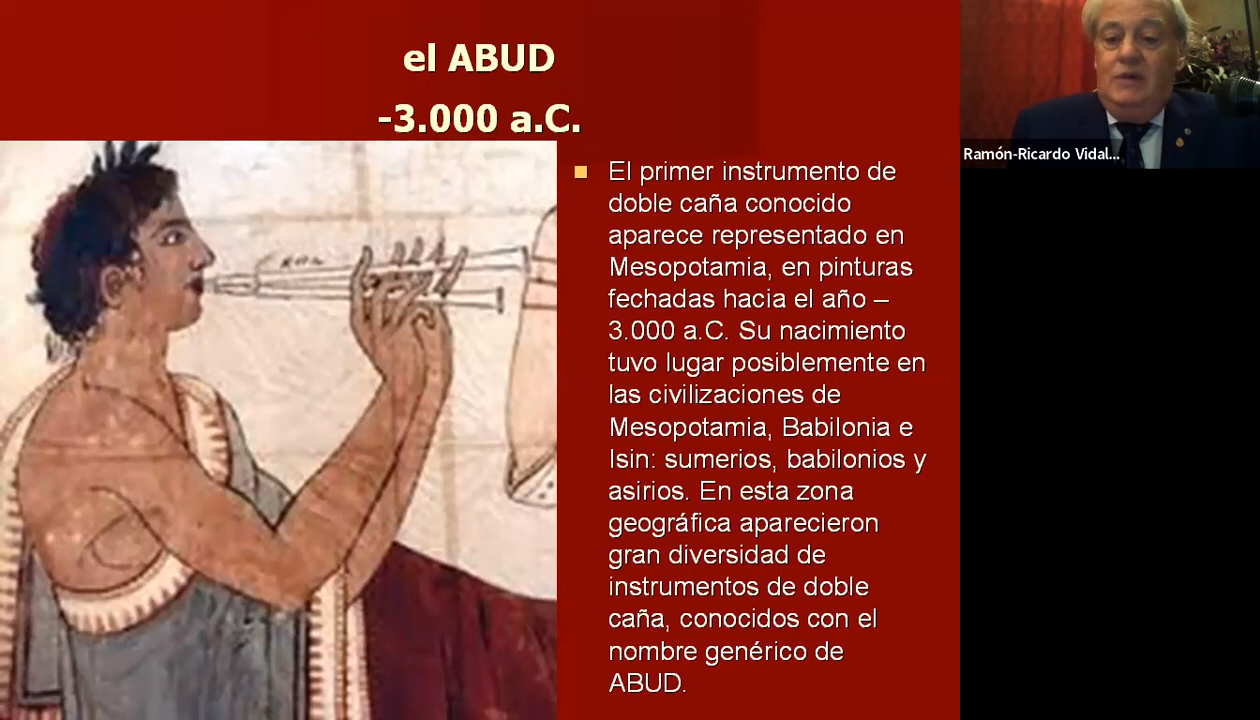 el ABUD
-3.000 a.C.
Ramón-Ricardo Vidal...
El primer instrumento de
doble caña conocido
aparece representado en
Mesopotamia, en pinturas
fechadas hacia el año –
3.000 a.C. Su nacimiento
tuvo lugar posiblemente en
las civilizaciones de
Mesopotamia, Babilonia e
Isin: sumerios, babilonios y
asirios. En esta zona
geográfica aparecieron
gran diversidad de
instrumentos de doble
caña, conocidos con el
nombre genérico de
ABUD.